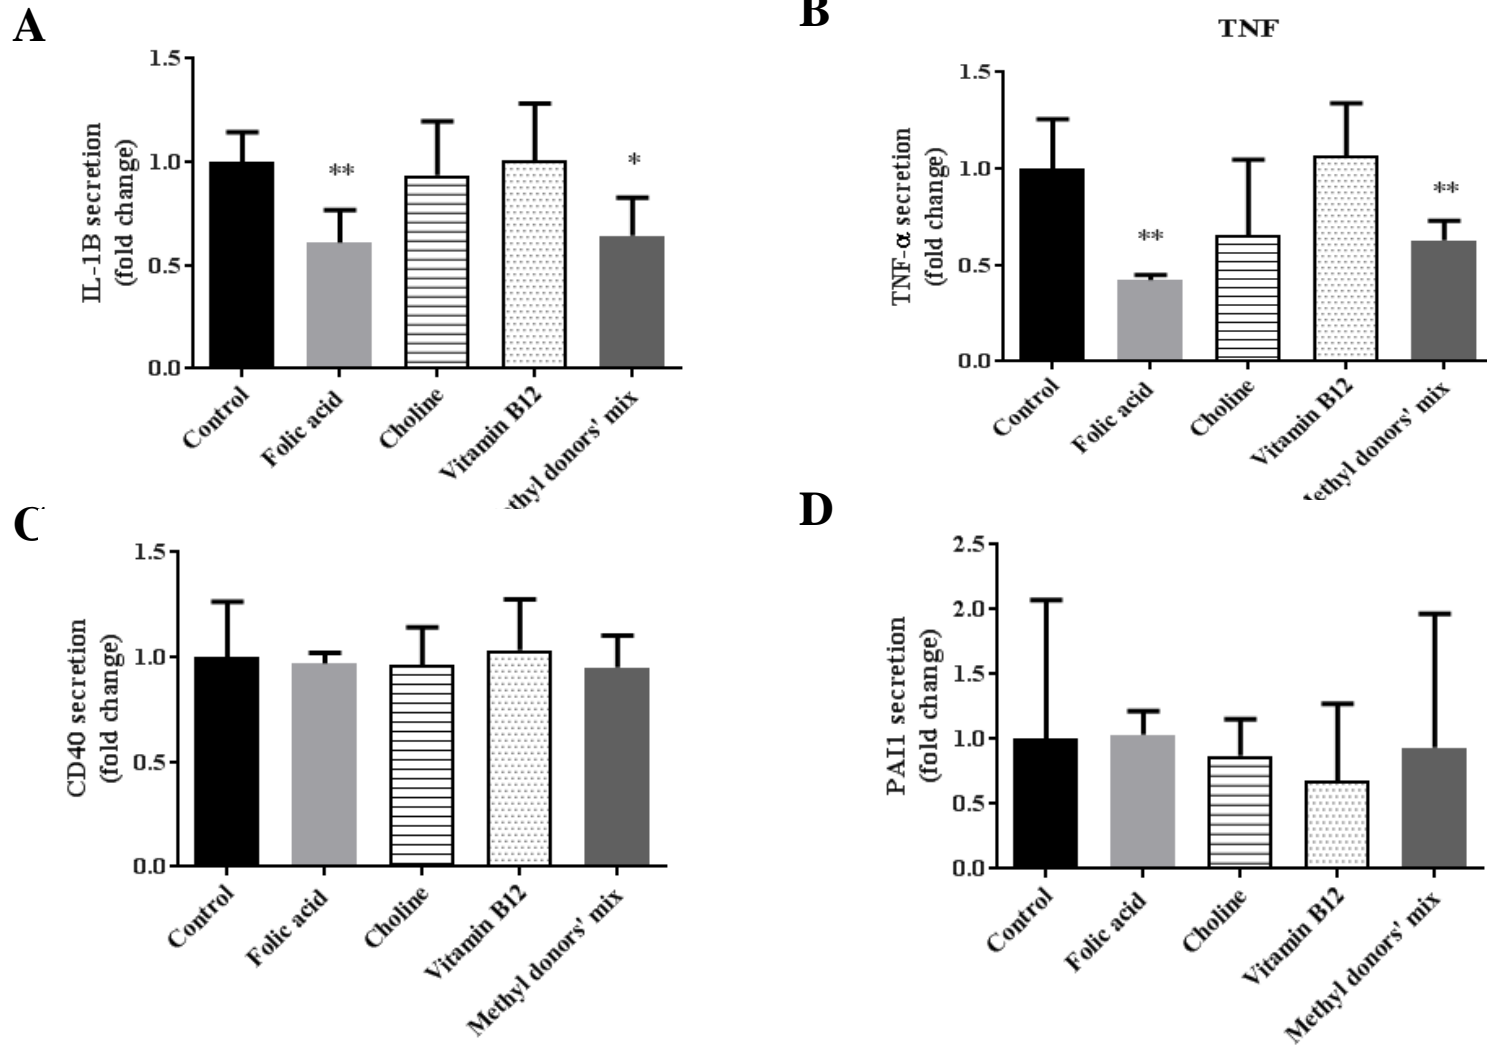 A
IL-1B secretion
(fold change)
1.5
1.0
0.5
0.0
**
*
Control
Folic acid
Choline
Vitamin B12
ethyl donors' mix
B
TNF
TNF-α secretion
(fold change)
1.5
1.0
0.5
0.0
**
**
Control
Folic acid
Choline
Vitamin B12
Methyl donors' mix
C
CD40 secretion
(fold change)
1.5
1.0
0.5
0.0
Control
Folic acid
Choline
Vitamin B12
Methyl donors' mix
D
PAI1 secretion
(fold change)
2.5
2.0
1.5
1.0
0.5
0.0
Control
Folic acid
Choline
Vitamin B12
Methyl donors' mix